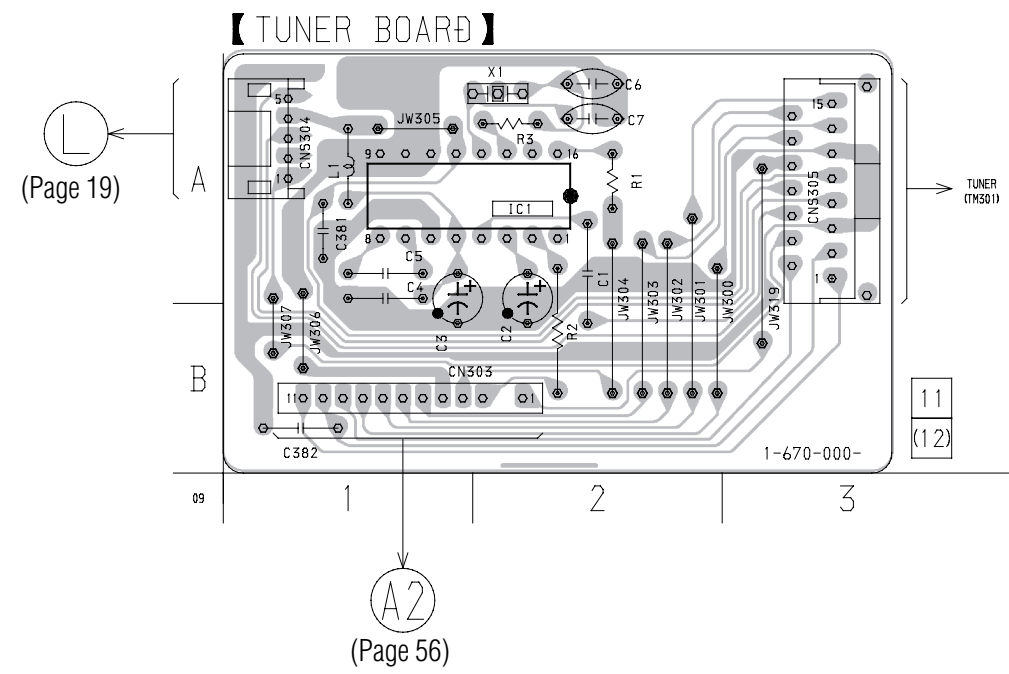 【TUNER BOARD】
X1
C6
C7
R3
JW305
5
CNS304
1
L1
9
16
R1
15
CNS305
1
L
(Page 19)
A
TUNER
(TM301)
IC1
8
1
C381
C5
C4
C1
JW304
JW303
JW302
JW301
JW300
JW319
JW307
JW306
C3
C2
R2
B
CN303
11
1
C382
1-670-000-
11
(12)
09
1
2
3
A2
(Page 56)